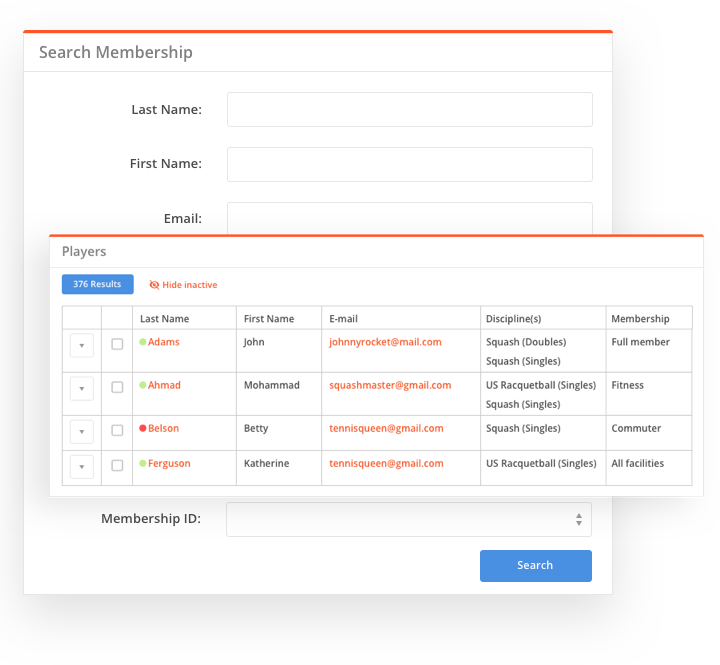 Search Membership
Last Name:
First Name:
Email:
Players
376 Results Hide inactive
Last Name First Name E-mail Discipline(s) Membership
Adams John johnnyrocket@mail.com Squash (Doubles) Full member
Squash (Singles)
Ahmad Mohammad squashmaster@gmail.com US Racquetball (Singles) Fitness
Squash (Singles)
Belson Betty tennisqueen@gmail.com Squash (Singles) Commuter
Ferguson Katherine tennisqueen@gmail.com US Racquetball (Singles) All facilities
Membership ID:
Search